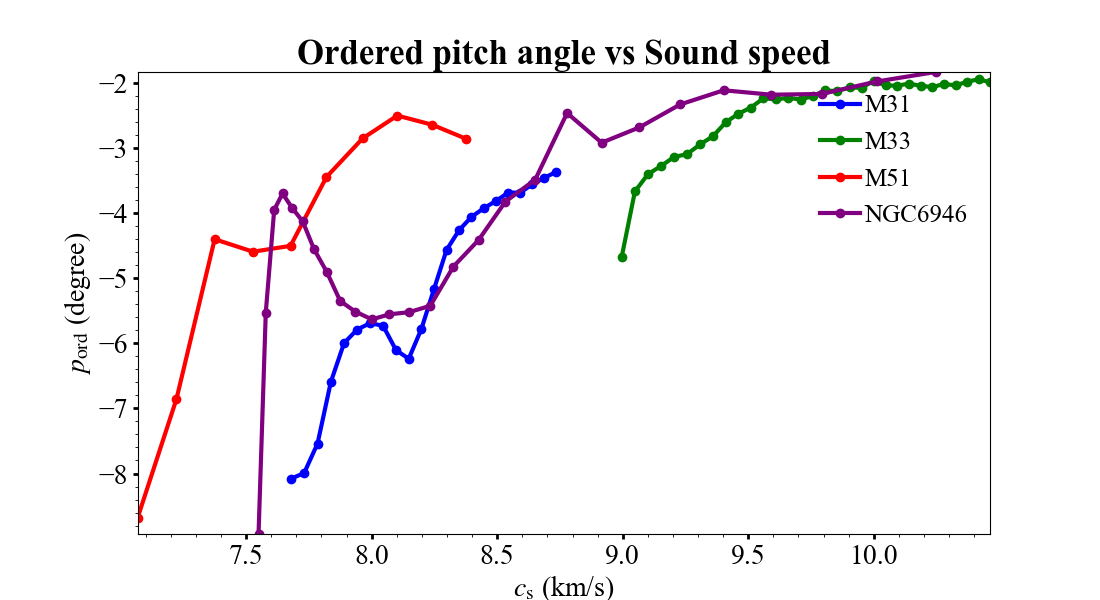 Ordered pitch angle vs Sound speed
p_ord (degree)
−2
−3
−4
−5
−6
−7
−8
M31
M33
M51
NGC6946
7.5 8.0 8.5 9.0 9.5 10.0
c_s (km/s)